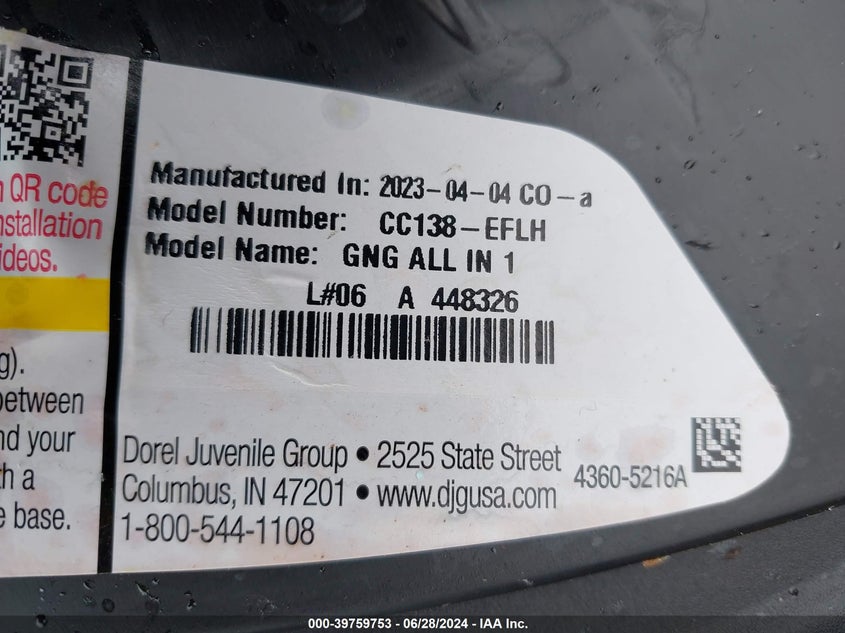 QR code
nstallation
ideos.
g).
between
nd your
th a
e base.
Manufactured In: 2023-04-04 CO-a
Model Number: CC138-EFLH
Model Name: GNG ALL IN 1
L#06 A 448326
Dorel Juvenile Group • 2525 State Street
Columbus, IN 47201 • www.djgusa.com
1-800-544-1108
4360-5216A
000-39759753 - 06/28/2024 - IAA Inc.